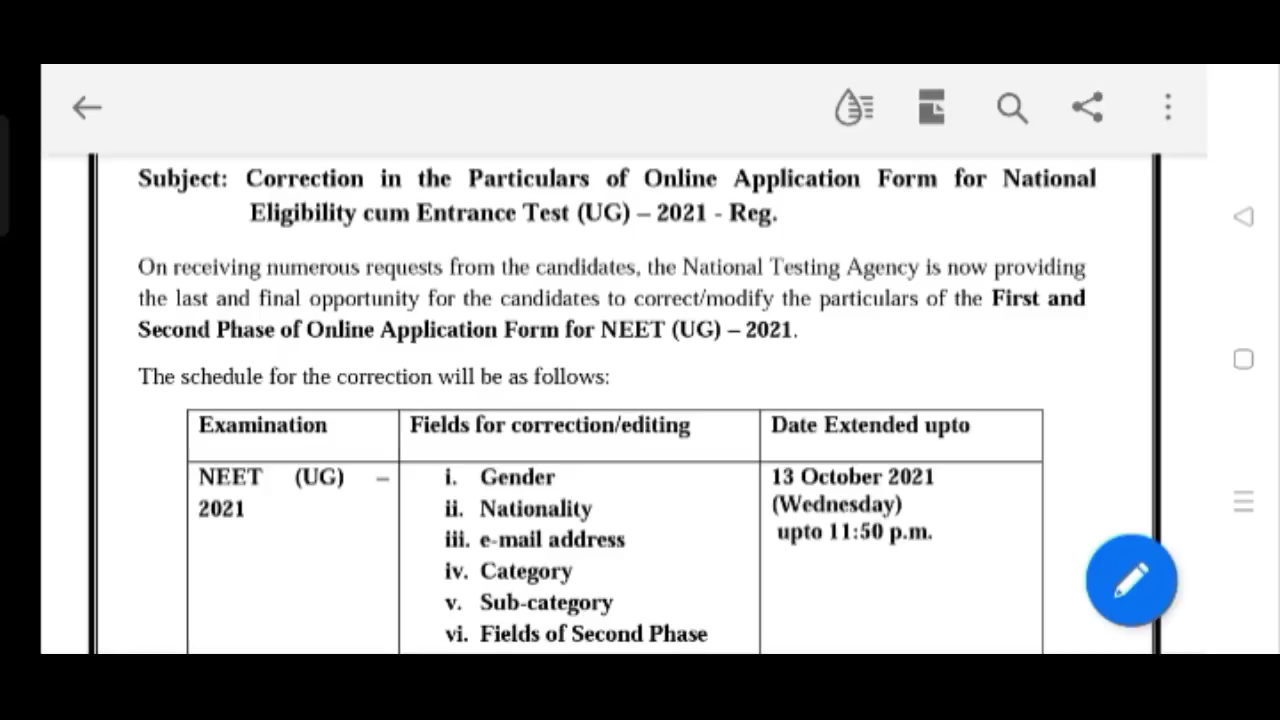 Subject: Correction in the Particulars of Online Application Form for National
Eligibility cum Entrance Test (UG) – 2021 - Reg.
On receiving numerous requests from the candidates, the National Testing Agency is now providing
the last and final opportunity for the candidates to correct/modify the particulars of the First and
Second Phase of Online Application Form for NEET (UG) – 2021.
The schedule for the correction will be as follows:
Examination Fields for correction/editing Date Extended upto
NEET (UG) – i. Gender 13 October 2021
2021 ii. Nationality (Wednesday)
iii. e-mail address upto 11:50 p.m.
iv. Category
v. Sub-category
vi. Fields of Second Phase